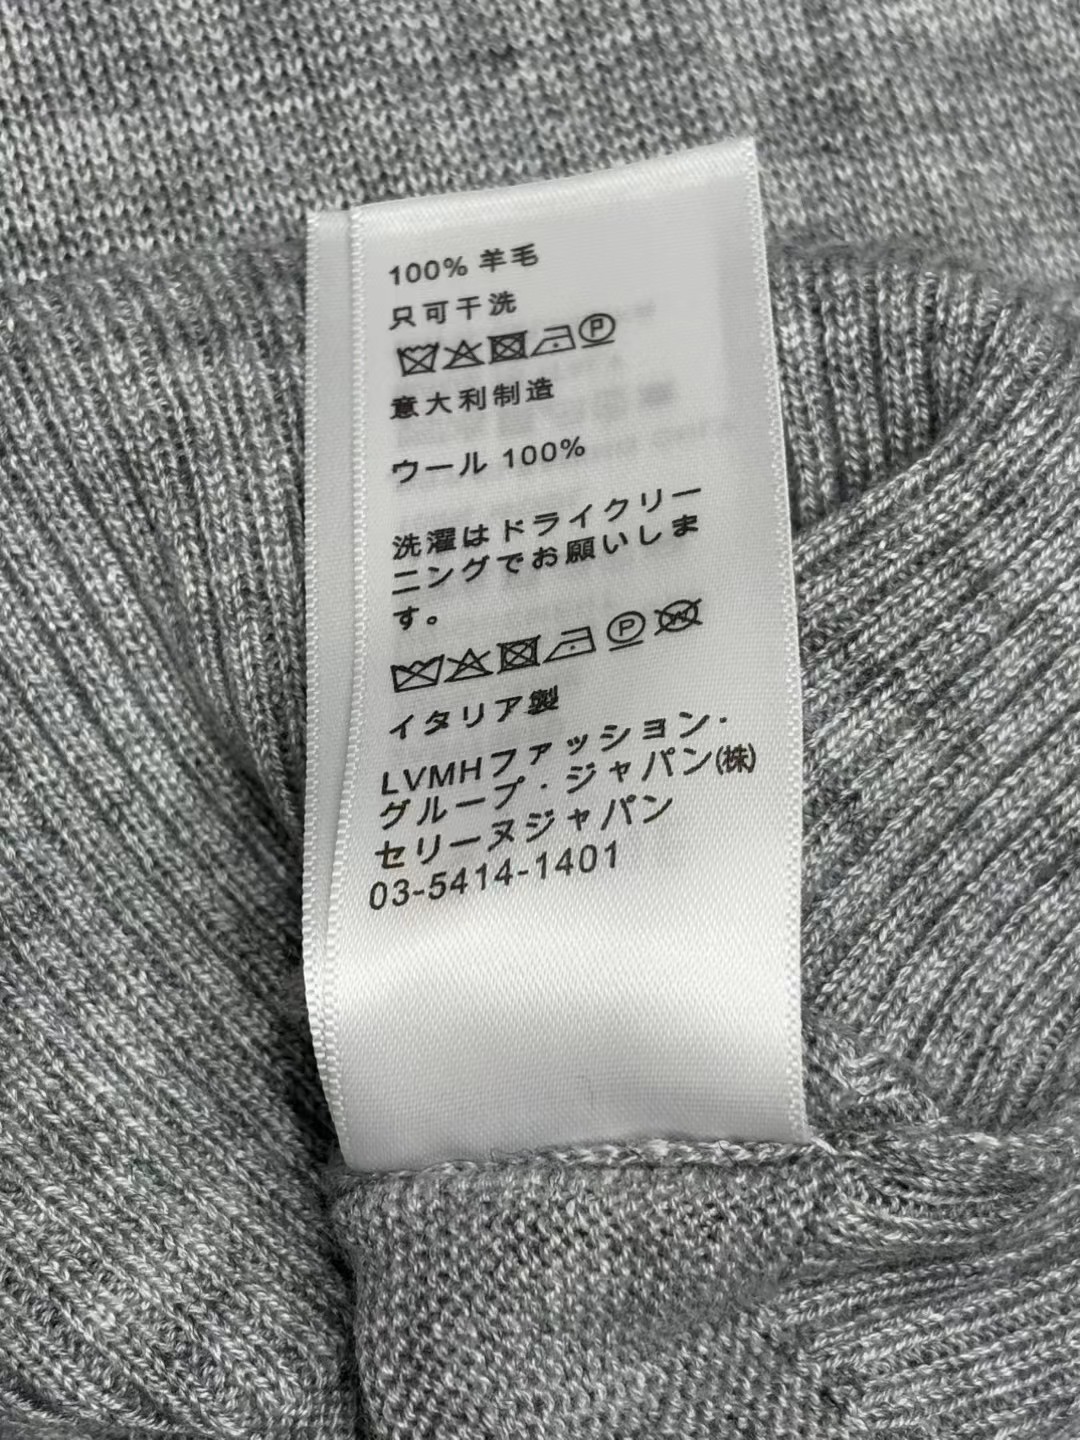 100% 羊毛
只可干洗
P
意大利制造
ウール 100%
洗濯はドライクリー
ニングでお願いしま
す。
P W
イタリア製
LVMHファッション・
グループ・ジャパン(株)
セリーヌジャパン
03-5414-1401